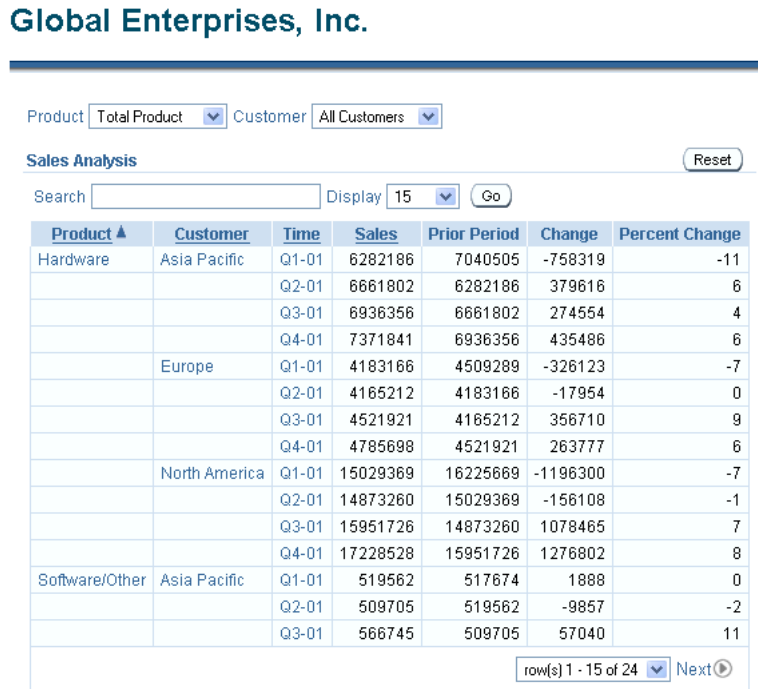 Global Enterprises, Inc.
Product Total Product Customer All Customers
Sales Analysis Reset
Search Display 15 Go
Product Customer Time Sales Prior Period Change Percent Change
Hardware Asia Pacific Q1-01 6282186 7040505 -758319 -11
Q2-01 6661802 6282186 379616 6
Q3-01 6936356 6661802 274554 4
Q4-01 7371841 6936356 435486 6
Europe Q1-01 4183166 4509289 -326123 -7
Q2-01 4165212 4183166 -17954 0
Q3-01 4521921 4165212 356710 9
Q4-01 4785698 4521921 263777 6
North America Q1-01 15029369 16225669 -1196300 -7
Q2-01 14873260 15029369 -156108 -1
Q3-01 15951726 14873260 1078465 7
Q4-01 17228528 15951726 1276802 8
Software/Other Asia Pacific Q1-01 519562 517674 1888 0
Q2-01 509705 519562 -9857 -2
Q3-01 566745 509705 57040 11
row(s) 1 - 15 of 24 Next